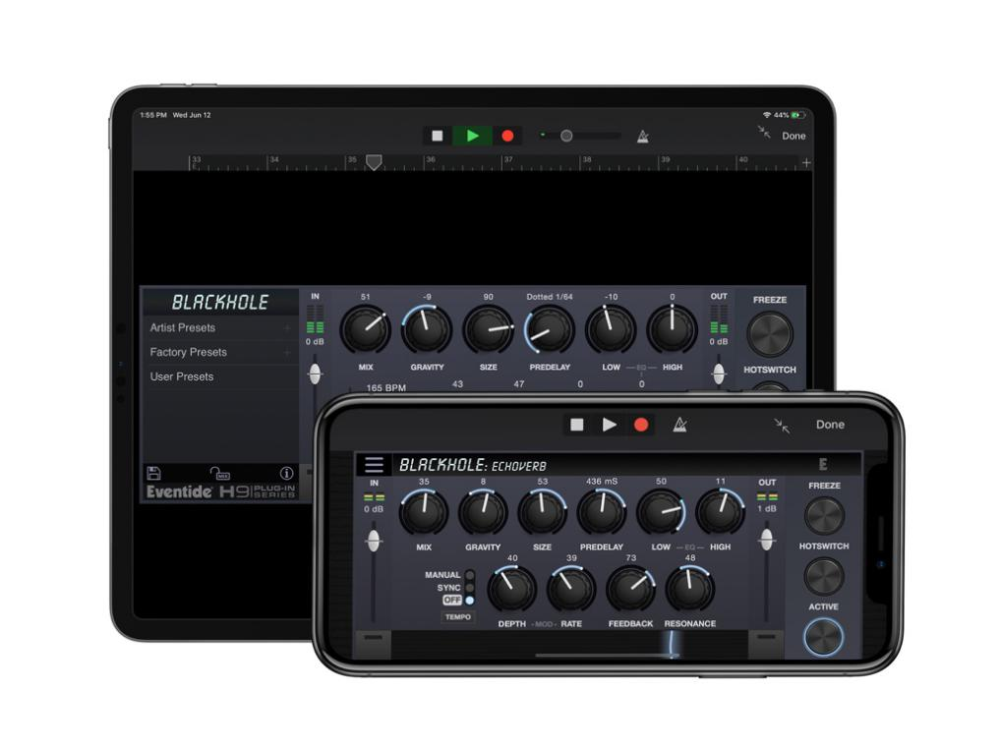 1:55 PM Wed Jun 12
44%
Done
33 34 35 36 37 38 39 40
E
BLACKHOLE
Artist Presets
Factory Presets
User Presets
MIX
Eventide H9 PLUG-IN SERIES
IN
0 dB
51 -9 90 Dotted 1/64 -10 0
MIX GRAVITY SIZE PREDELAY LOW EQ HIGH
165 BPM 43 47 0 0
OUT
0 dB
FREEZE
HOTSWITCH
Done
BLACKHOLE: ECHOVERB
E
IN
0 dB
35 8 53 436 mS 50 11
MIX GRAVITY SIZE PREDELAY LOW EQ HIGH
OUT
1 dB
MANUAL
SYNC
OFF
TEMPO
40 39 73 48
DEPTH -MOD- RATE FEEDBACK RESONANCE
FREEZE
HOTSWITCH
ACTIVE